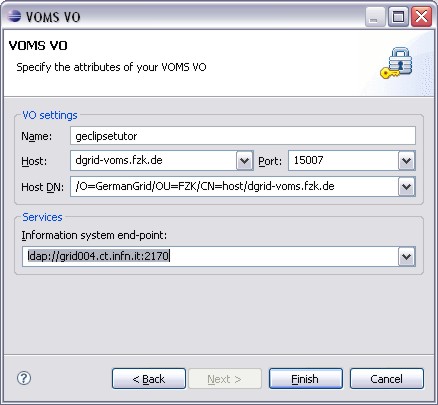 VOMS VO
VOMS VO
Specify the attributes of your VOMS VO
VO settings
Name: geclipsetutor
Host: dgrid-voms.fzk.de Port: 15007
Host DN: /O=GermanGrid/OU=FZK/CN=host/dgrid-voms.fzk.de
Services
Information system end-point:
ldap://grid004.ct.infn.it:2170
? < Back Next > Finish Cancel